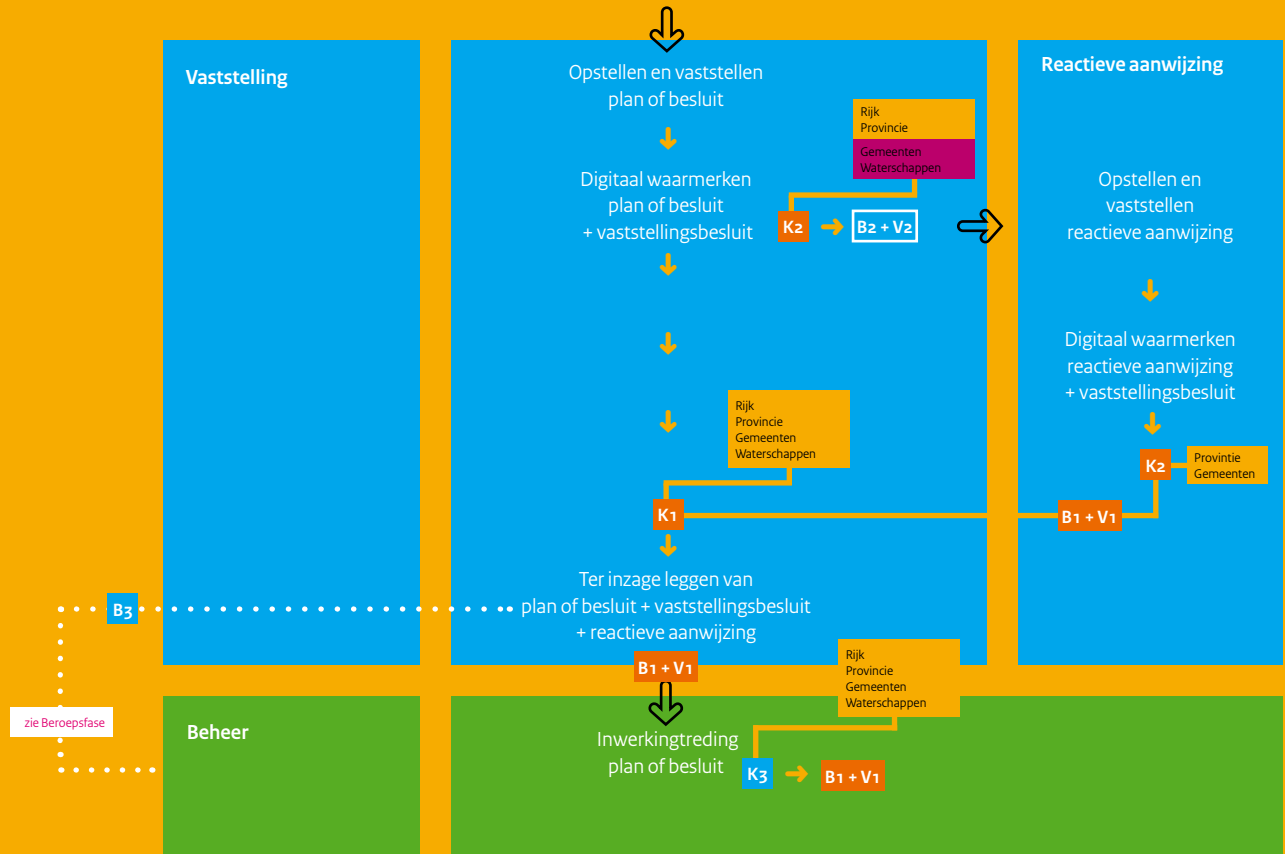 Vaststelling
Opstellen en vaststellen
plan of besluit
Rijk
Provincie
Gemeenten
Waterschappen
Digitaal waarmerken
plan of besluit
+ vaststellingsbesluit
K2
B2 + V2
Reactieve aanwijzing
Opstellen en
vaststellen
reactieve aanwijzing
Digitaal waarmerken
reactieve aanwijzing
+ vaststellingsbesluit
K2
Provintie
Gemeenten
B1 + V1
Rijk
Provincie
Gemeenten
Waterschappen
K1
Ter inzage leggen van
plan of besluit + vaststellingsbesluit
+ reactieve aanwijzing
B3
B1 + V1
zie Beroepsfase
Beheer
Rijk
Provincie
Gemeenten
Waterschappen
Inwerkingtreding
plan of besluit
K3
B1 + V1